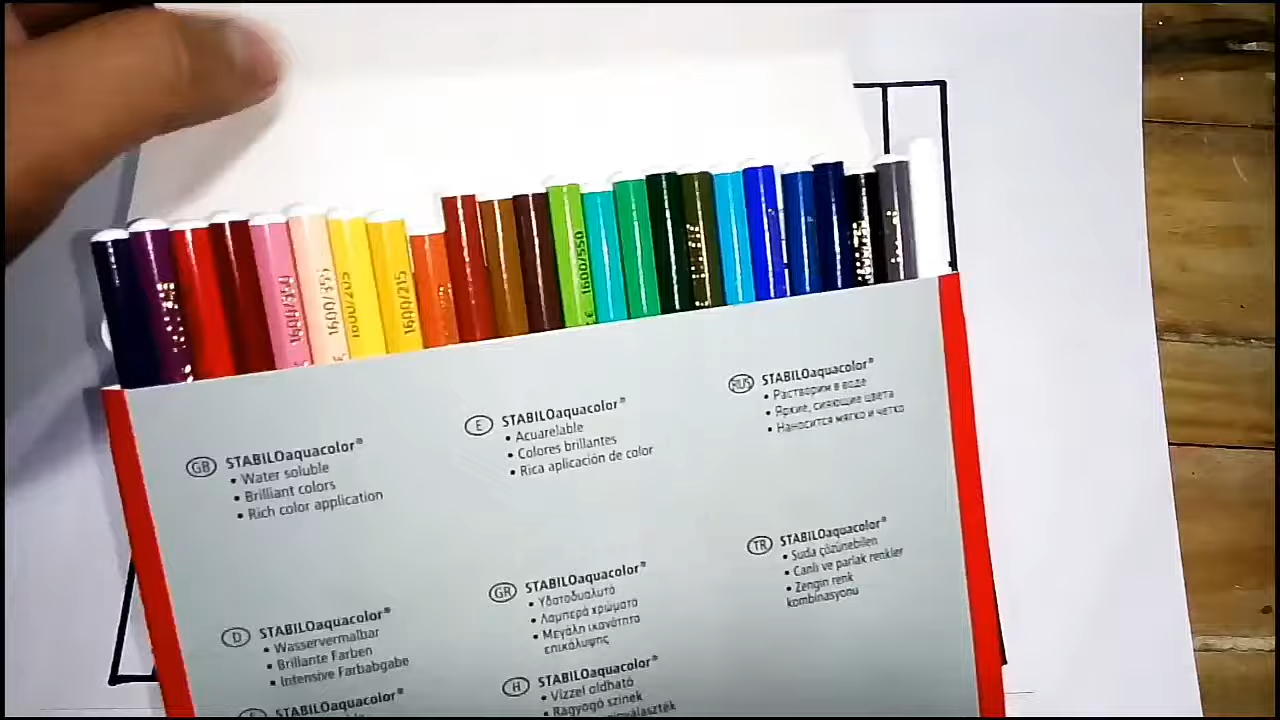 1600/355
1600/205
1600/215
1600/550
GB STABILOaquacolor®
• Water soluble
• Brilliant colors
• Rich color application
E STABILOaquacolor®
• Acuarelable
• Colores brillantes
• Rica aplicación de color
RUS STABILOaquacolor®
• Растворим в воде
• Яркие, сияющие цвета
• Наносится мягко и четко
D STABILOaquacolor®
• Wasservermalbar
• Brillante Farben
• Intensive Farbabgabe
GR STABILOaquacolor®
• Υδατοδυαλυτό
• Λαμπερά χρώματα
• Μεγάλη ικανότητα
επικάλυψης
TR STABILOaquacolor®
• Suda çözünebilen
• Canlı ve parlak renkler
• Zengin renk
kombinasyonu
STABILOaquacolor®
H STABILOaquacolor®
• Vízzel oldható
• Ragyogó színek